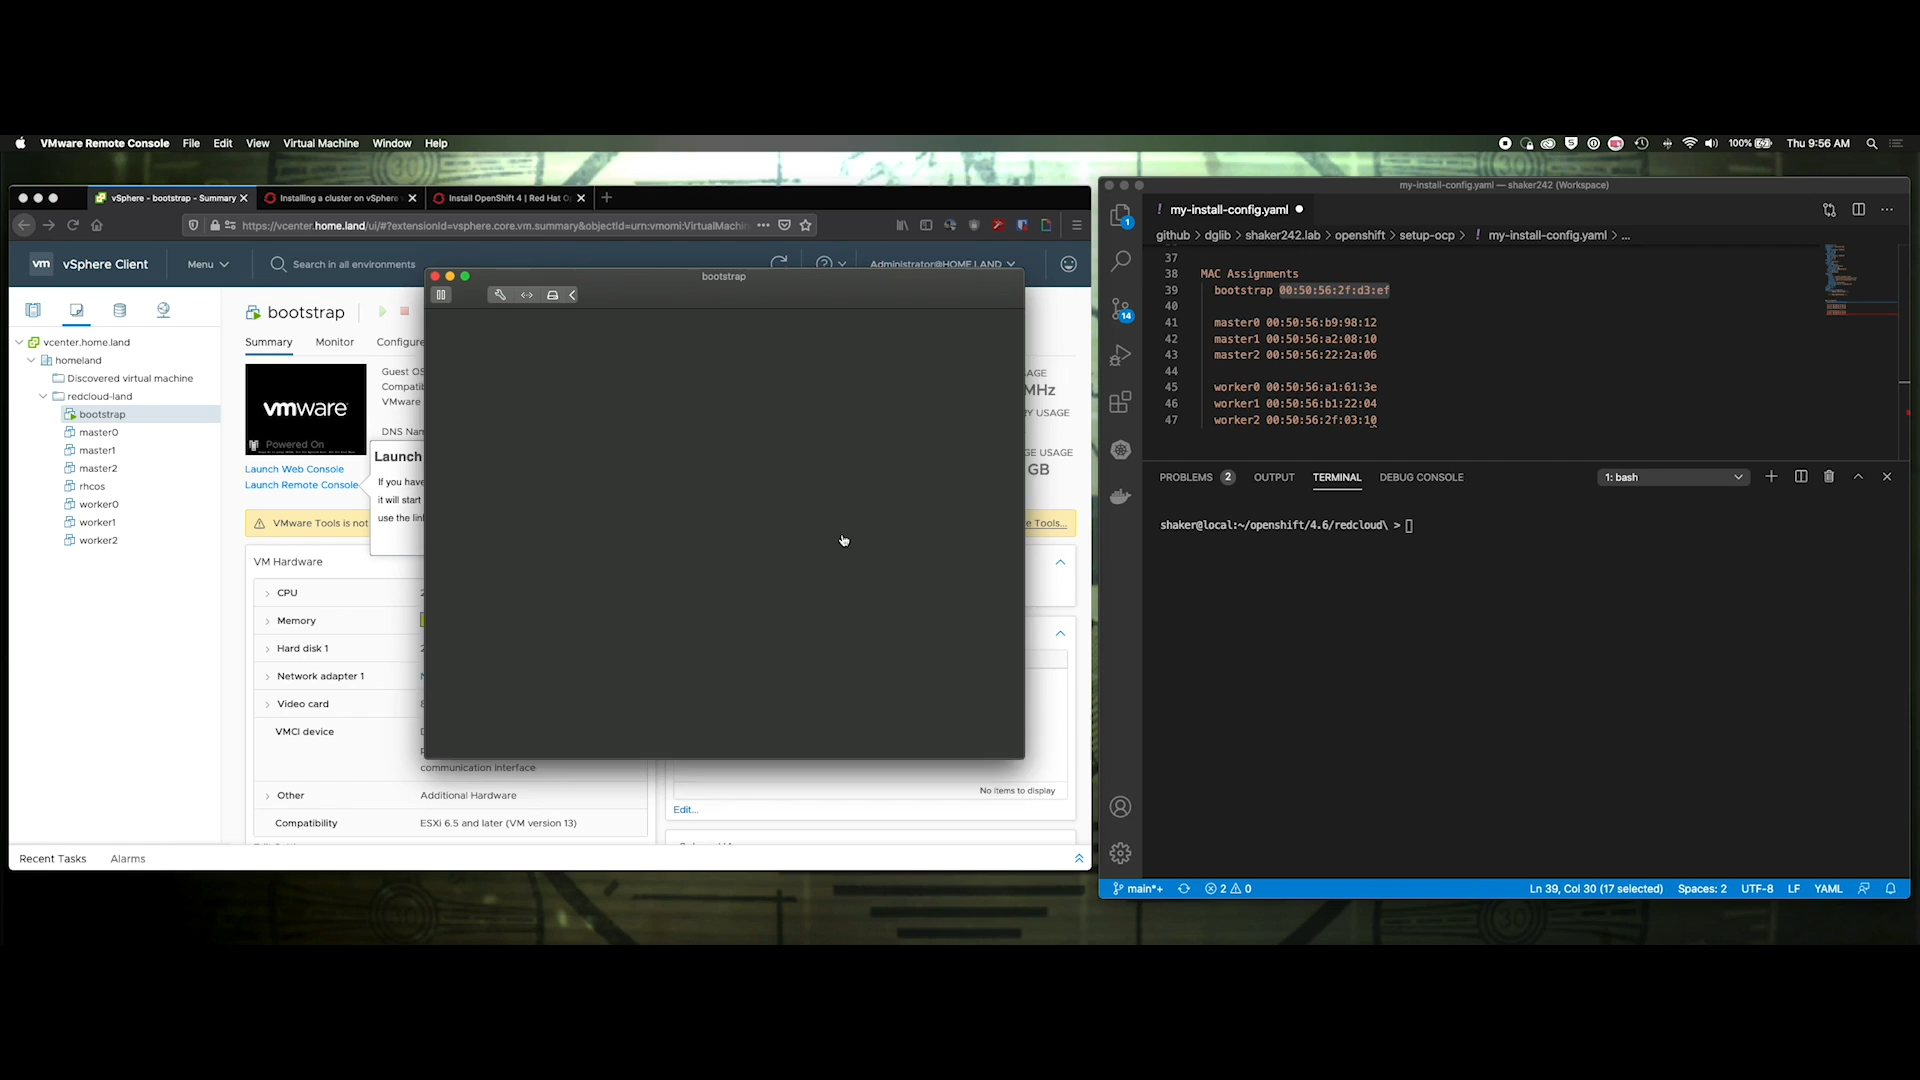 VMware Remote Console File Edit View Virtual Machine Window Help
100% Thu 9:56 AM
vSphere - bootstrap - Summary
Installing a cluster on vSphere
Install OpenShift 4 | Red Hat O
https://vcenter.home.land/ui/#?extensionId=vsphere.core.vm.summary&objectId=urn:vmomi:VirtualMachin
vm vSphere Client Menu Search in all environments Administrator@HOME.LAND
vcenter.home.land
homeland
Discovered virtual machine
redcloud-land
bootstrap
master0
master1
master2
rhcos
worker0
worker1
worker2
bootstrap
Summary Monitor Configure
vmware
Powered On
Launch Web Console
Launch Remote Console
Guest OS
Compatib
VMware
DNS Nam
Launch
If you have
it will start
use the lin
VMware Tools is not
e Tools...
VM Hardware
CPU
Memory
Hard disk 1
Network adapter 1
Video card
VMCI device
communication interface
Other Additional Hardware
Compatibility ESXi 6.5 and later (VM version 13)
bootstrap
AGE
MHz
RY USAGE
GE USAGE
GB
No items to display
Edit...
Recent Tasks Alarms
my-install-config.yaml — shaker242 (Workspace)
! my-install-config.yaml
github > dglib > shaker242.lab > openshift > setup-ocp > ! my-install-config.yaml > ...
1
14
37
38 MAC Assignments
39 bootstrap 00:50:56:2f:d3:ef
40
41 master0 00:50:56:b9:98:12
42 master1 00:50:56:a2:08:10
43 master2 00:50:56:22:2a:06
44
45 worker0 00:50:56:a1:61:3e
46 worker1 00:50:56:b1:22:04
47 worker2 00:50:56:2f:03:10
PROBLEMS 2 OUTPUT TERMINAL DEBUG CONSOLE 1: bash
shaker@local:~/openshift/4.6/redcloud\ >
main*+ 2 0 Ln 39, Col 30 (17 selected) Spaces: 2 UTF-8 LF YAML